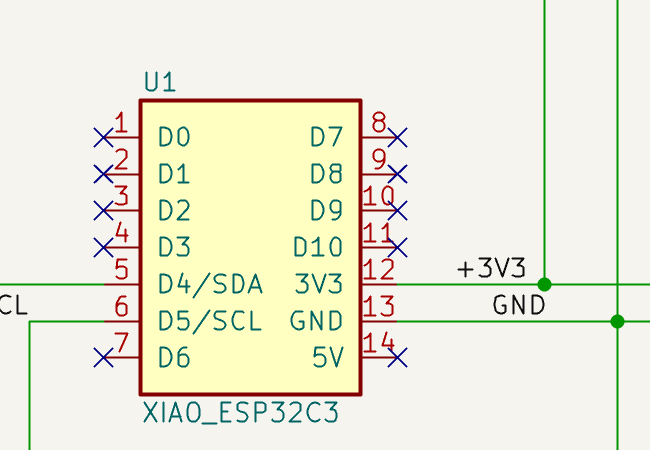 U1
1 D0 D7 8
2 D1 D8 9
3 D2 D9 10
4 D3 D10 11
5 D4/SDA 3V3 12 +3V3
CL 6 D5/SCL GND 13 GND
7 D6 5V 14
XIAO_ESP32C3